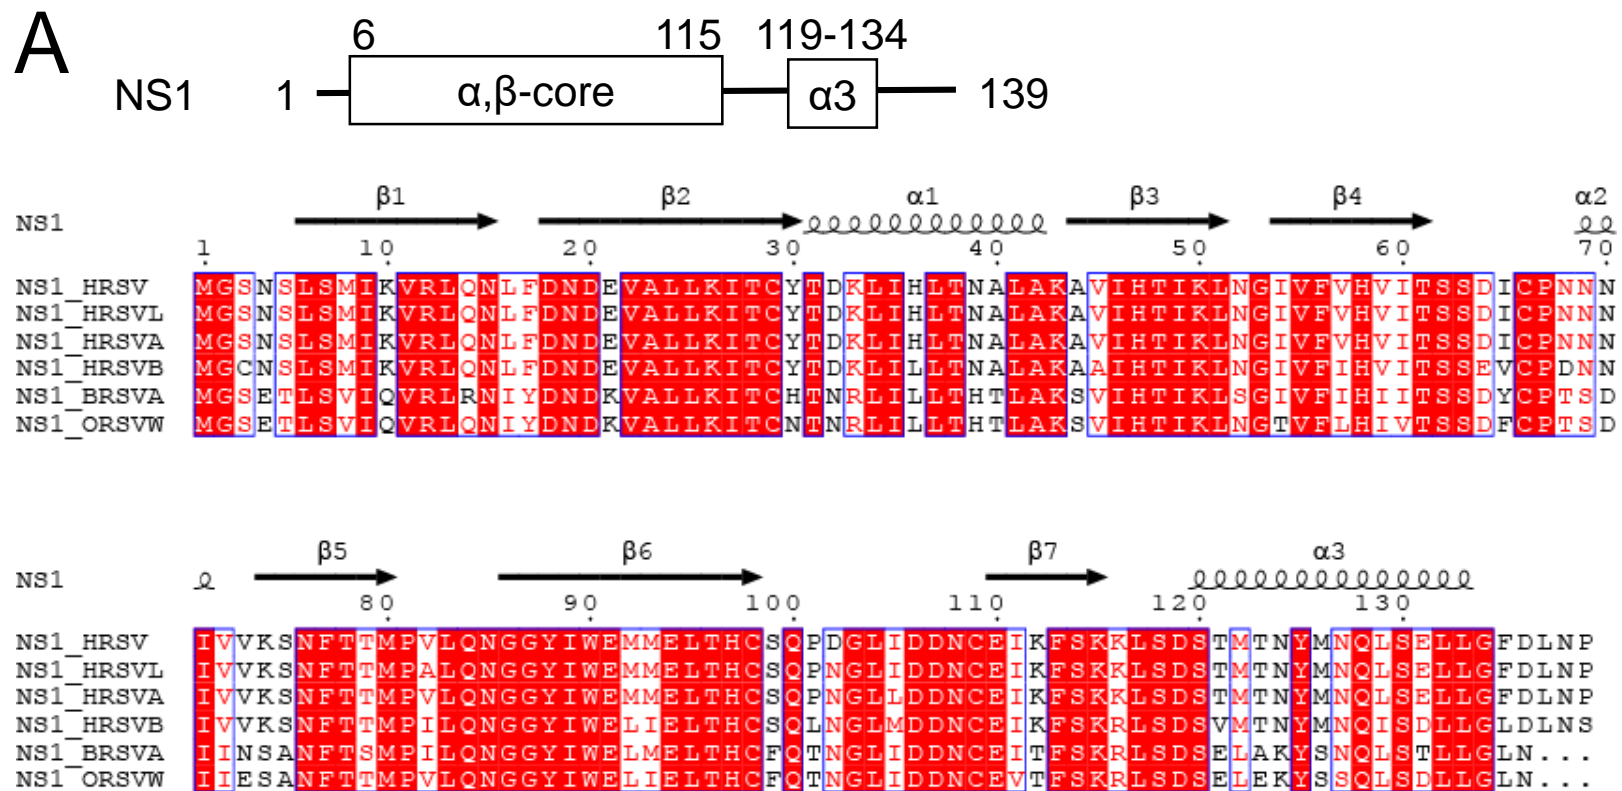 A
6 115 119-134
NS1 1 α,β-core α3 139
β1 β2 α1 β3 β4 α2
NS1
1 10 20 30 40 50 60 70
NS1_HRSV MGSNSLSMIKVRLQNLFDNDEVALLKITCYTDKLIHLTNALAKAVIHTIKLNGIVFVHVITSSDICPNNN
NS1_HRSVL MGSNSLSMIKVRLQNLFDNDEVALLKITCYTDKLIHLTNALAKAVIHTIKLNGIVFVHVITSSDICPNNN
NS1_HRSVA MGSNSLSMIKVRLQNLFDNDEVALLKITCYTDKLIHLTNALAKAVIHTIKLNGIVFVHVITSSDICPNNN
NS1_HRSVB MGCNSLSMIKVRLQNLFDNDEVALLKITCYTDKLILLTNALAKAAIHTIKLNGIVFIHVITSSEVCPDNN
NS1_BRSVA MGSETLSVIQVRLRNIYDNDKVALLKITCHTNRLILLTHTLAKSVIHTIKLSGIVFIHIITSSDYCPTSD
NS1_ORSVW MGSETLSVIQVRLQNIYDNDKVALLKITCNTNRLILLTHTLAKSVIHTIKLNGTVFLHIVTSSDFCPTSD
β5 β6 β7 α3
NS1
80 90 100 110 120 130
NS1_HRSV IVVKSNFTTMPVLQNGGYIWEMMELTHCSQPDGLIDDNCEIKFSKKLSDSTMTNYMNQLSELLGFDLNP
NS1_HRSVL IVVKSNFTTMPALQNGGYIWEMMELTHCSQPNGLIDDNCEIKFSKKLSDSTMTNYMNQLSELLGFDLNP
NS1_HRSVA IVVKSNFTTMPVLQNGGYIWEMMELTHCSQPNGLLDDNCEIKFSKKLSDSTMTNYMNQLSELLGFDLNP
NS1_HRSVB IVVKSNFTTMPILQNGGYIWELIELTHCSQLNGLMDDNCEIKFSKRLSDSVMTNYMNQISDLLGLDLNS
NS1_BRSVA IINSANFTSMPILQNGGYIWELMELTHCFQTNGLIDDNCEITFSKRLSDSELAKYSNQLSTLLGLN...
NS1_ORSVW IIESANFTTMPVLQNGGYIWELIELTHCFQTNGLIDDNCEVTFSKRLSDSELEKYSSQLSDLLGLN...